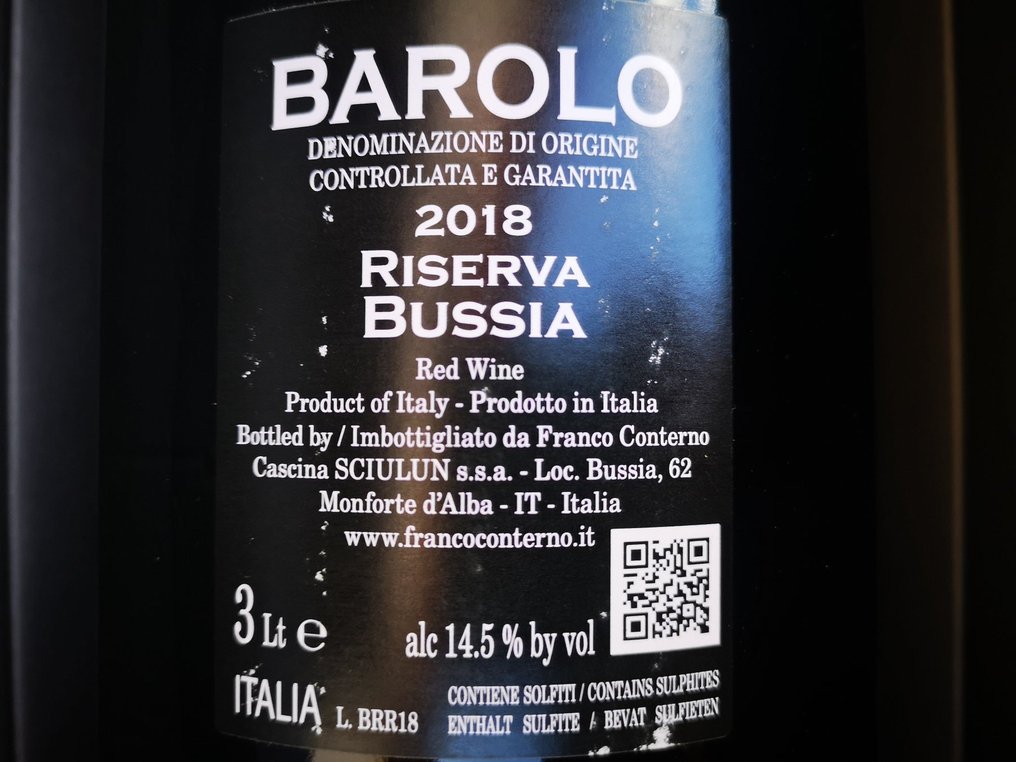 BAROLO
DENOMINAZIONE DI ORIGINE
CONTROLLATA E GARANTITA
2018
RISERVA
BUSSIA
Red Wine
Product of Italy - Prodotto in Italia
Bottled by / Imbottigliato da Franco Conterno
Cascina SCIULUN s.s.a. - Loc. Bussia, 62
Monforte d'Alba - IT - Italia
www.francoconterno.it
3 Lt e alc 14.5 % by vol
ITALIA L. BRR18
CONTIENE SOLFITI / CONTAINS SULPHITES
ENTHALT SULFITE / BEVAT SULFIETEN